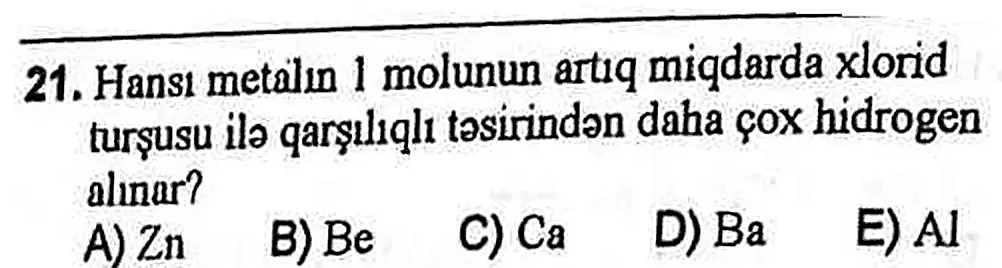 21. Hansı metalın 1 molunun artıq miqdarda xlorid
turşusu ilə qarşılıqlı təsirindən daha çox hidrogen
alınar?
A) Zn B) Be C) Ca D) Ba E) Al